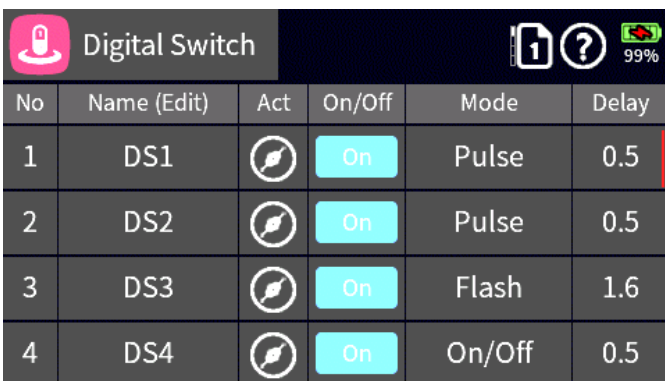 Digital Switch 1 ? 99%
No Name (Edit) Act On/Off Mode Delay
1 DS1 On Pulse 0.5
2 DS2 On Pulse 0.5
3 DS3 On Flash 1.6
4 DS4 On On/Off 0.5